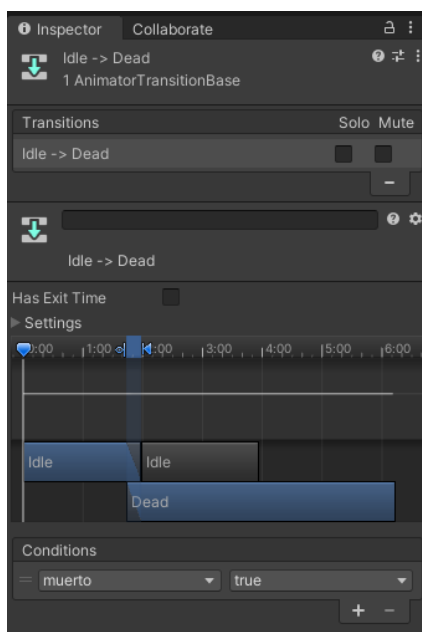 Inspector Collaborate
Idle -> Dead
1 AnimatorTransitionBase
Transitions Solo Mute
Idle -> Dead
Idle -> Dead
Has Exit Time
Settings
0:00 1:00 2:00 3:00 4:00 5:00 6:00
Idle Idle
Dead
Conditions
muerto true